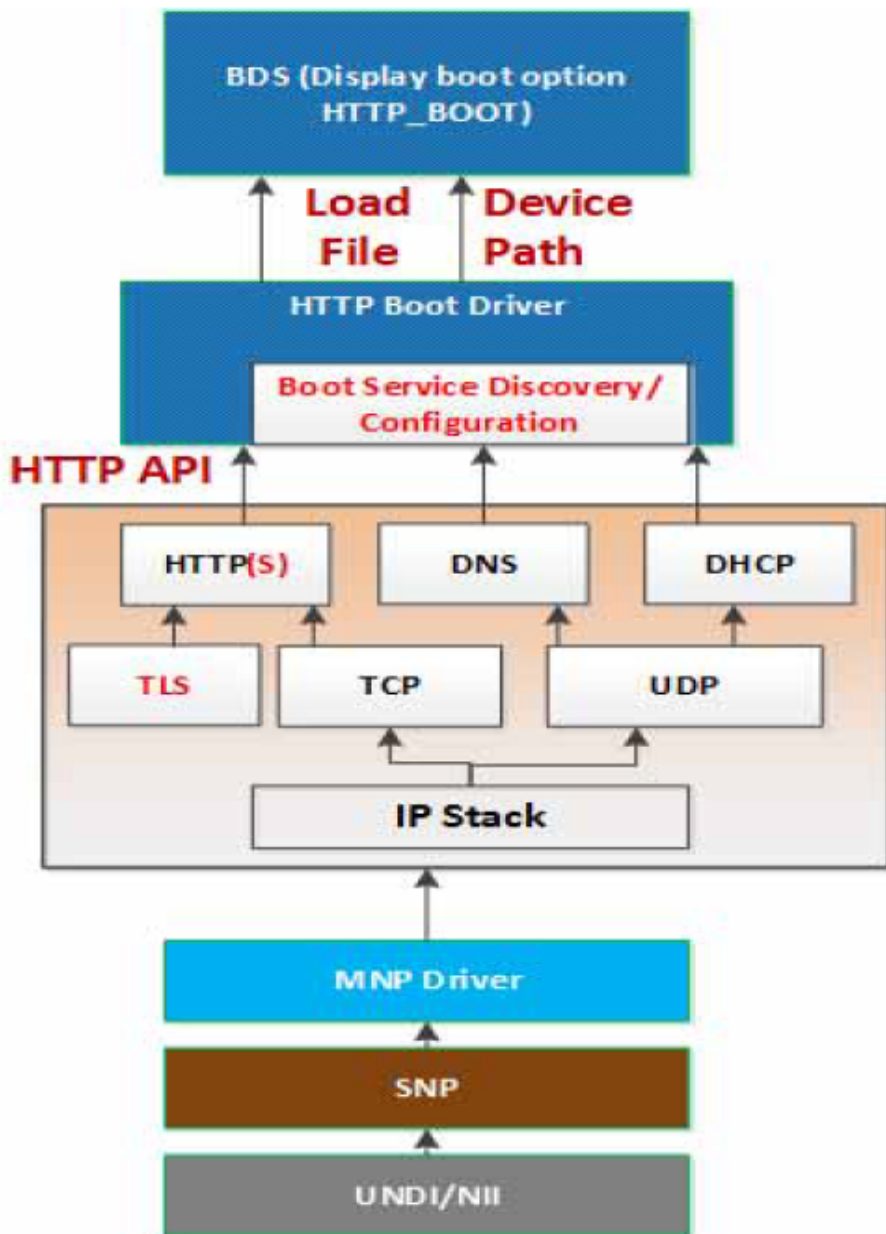 BDS (Display boot option
HTTP_BOOT)
Load
File
Device
Path
HTTP Boot Driver
Boot Service Discovery/
Configuration
HTTP API
HTTP(S)
DNS
DHCP
TLS
TCP
UDP
IP Stack
MNP Driver
SNP
UNDI/NII